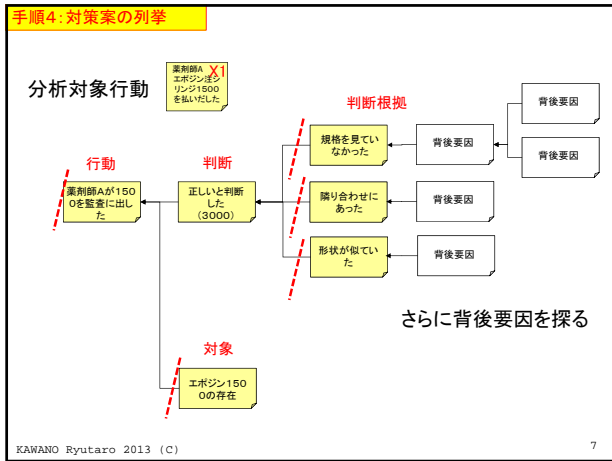 手順4:対策案の列挙
分析対象行動
薬剤師A X1
エポジン注シ
リンジ1500
を払いだした
判断根拠
背後要因
規格を見てい
なかった
背後要因
背後要因
行動
判断
薬剤師Aが150
0を監査に出し
た
正しいと判断
した
(3000)
隣り合わせに
あった
背後要因
形状が似てい
た
背後要因
さらに背後要因を探る
対象
エポジン150
0の存在
KAWANO Ryutaro 2013 (C)
7